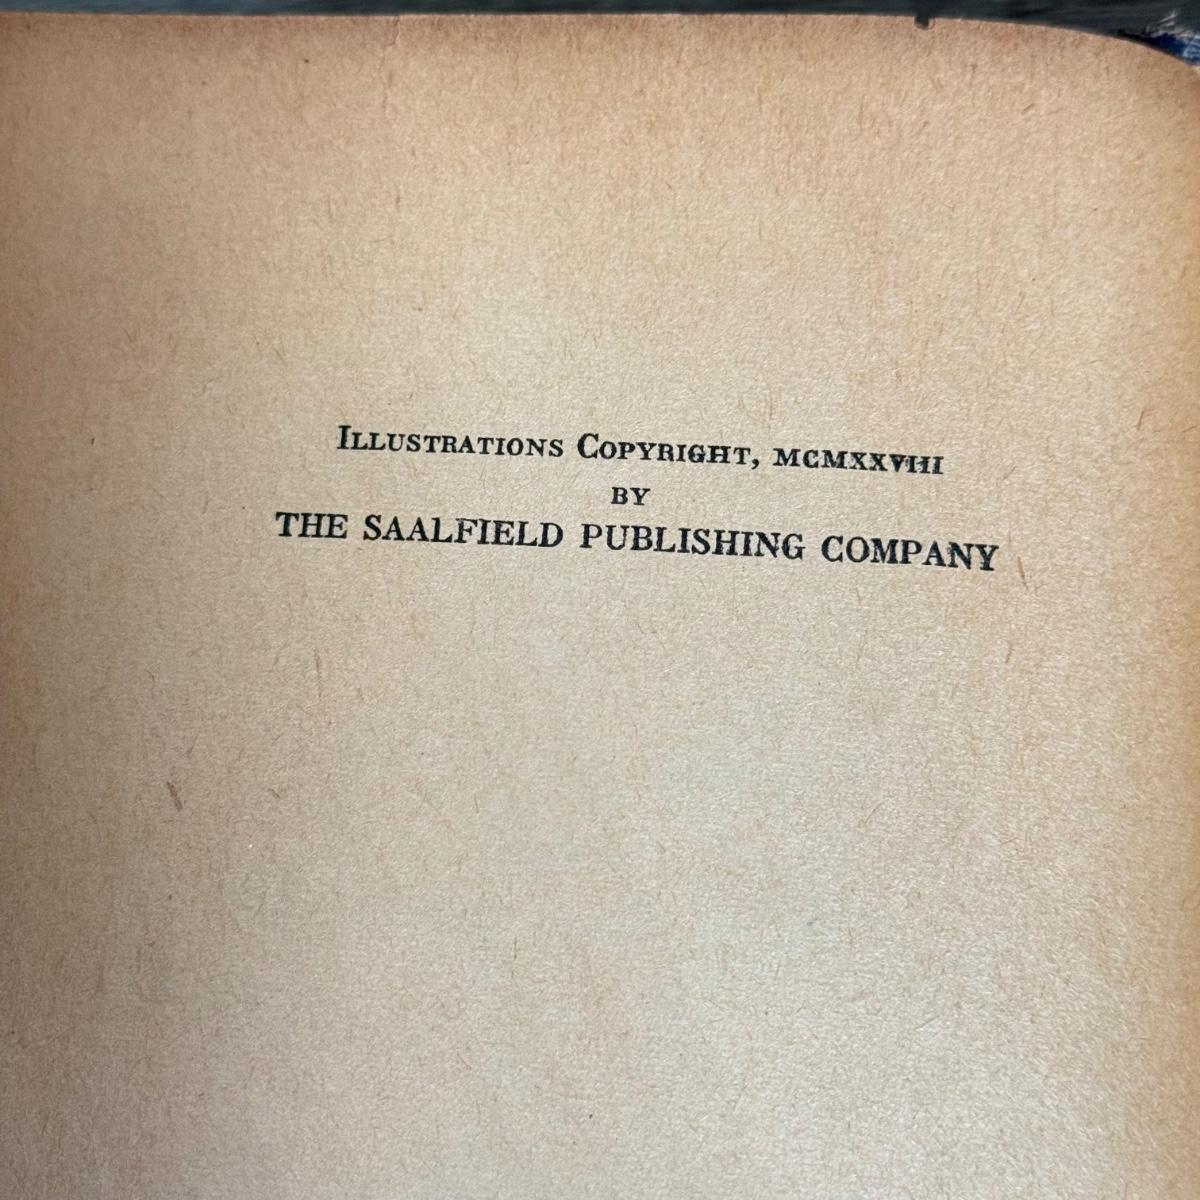 Illustrations Copyright, MCMXXVIII
BY
THE SAALFIELD PUBLISHING COMPANY